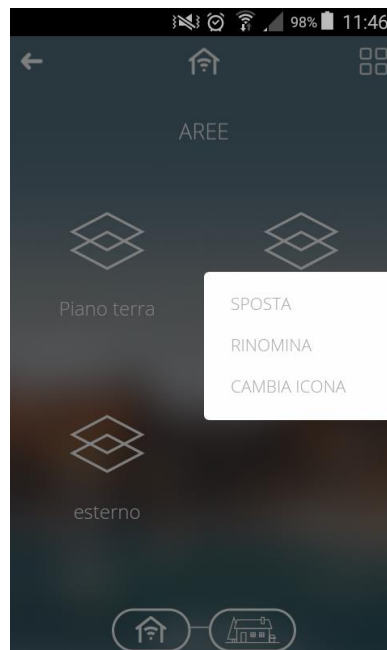 98% 11:46
AREE
Piano terra
SPOSTA
RINOMINA
CAMBIA ICONA
esterno